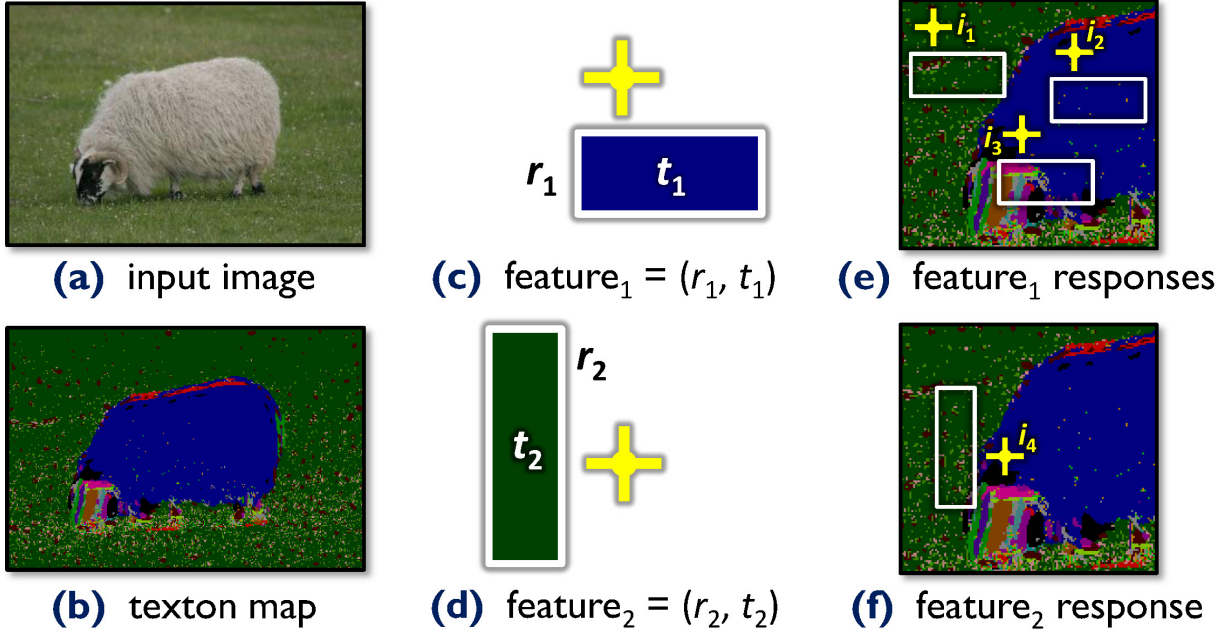 r₁
t₁
i₁
i₂
i₃
(a) input image
(c) feature₁ = (r₁, t₁)
(e) feature₁ responses
r₂
t₂
i₄
(b) texton map
(d) feature₂ = (r₂, t₂)
(f) feature₂ response